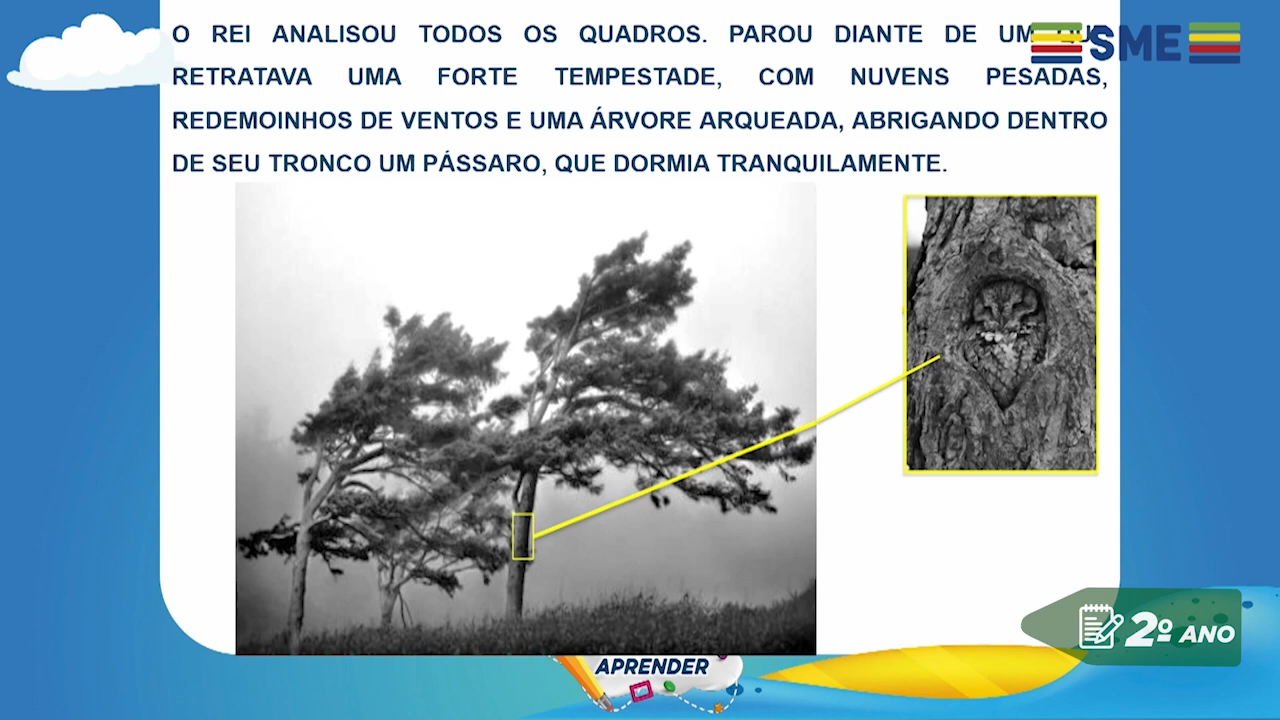 O REI ANALISOU TODOS OS QUADROS. PAROU DIANTE DE UM QUE
SME
RETRATAVA UMA FORTE TEMPESTADE, COM NUVENS PESADAS,
REDEMOINHOS DE VENTOS E UMA ÁRVORE ARQUEADA, ABRIGANDO DENTRO
DE SEU TRONCO UM PÁSSARO, QUE DORMIA TRANQUILAMENTE.
2º ANO
APRENDER